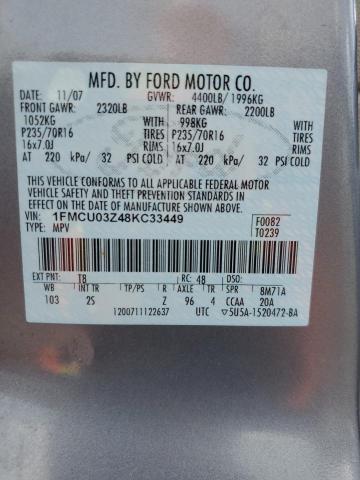 MFD. BY FORD MOTOR CO.
DATE: 11/07 GVWR: 4400LB/ 1996KG
FRONT GAWR: 2320LB REAR GAWR: 2200LB
1052KG WITH 998KG WITH
P235/70R16 TIRES P235/70R16 TIRES
16x7.0J RIMS 16x7.0J RIMS
AT 220 kPa/ 32 PSI COLD AT 220 kPa/ 32 PSI COLD
THIS VEHICLE CONFORMS TO ALL APPLICABLE FEDERAL MOTOR
VEHICLE SAFETY AND THEFT PREVENTION STANDARDS IN
EFFECT ON THE DATE OF MANUFACTURE SHOWN ABOVE.
VIN: 1FMCU03Z48KC33449 F0082
TYPE: MPV T0239
EXT PNT: T8 RC: 48 DSO:
WB INT TR TP/PS R AXLE TR SPR 8M71A
103 2S Z 96 4 CCAA 20A
1200711122637 UTC ▽5U5A-1520472-BA